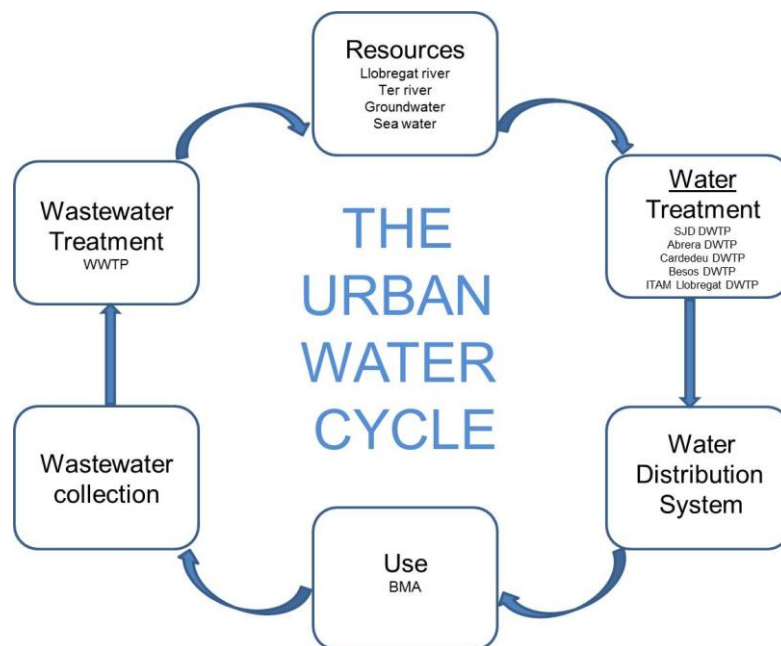 Resources
Llobregat river
Ter river
Groundwater
Sea water
Water
Treatment
SJD DWTP
Abrera DWTP
Cardedeu DWTP
Besos DWTP
ITAM Llobregat DWTP
Water
Distribution
System
Use
BMA
Wastewater
collection
Wastewater
Treatment
WWTP
THE
URBAN
WATER
CYCLE